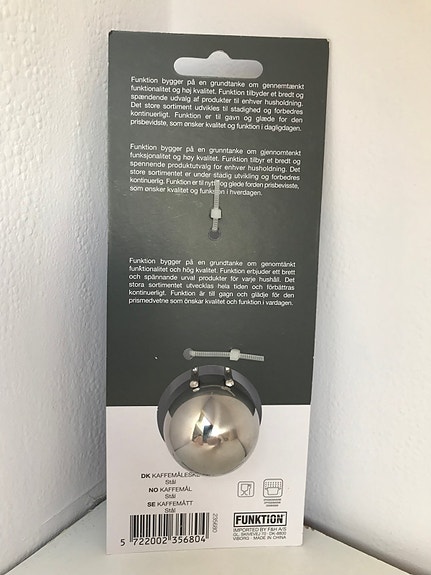 Funktion bygger på en grundtanke om gennemtænkt
funktionalitet og høj kvalitet. Funktion tilbyder et bredt og
spændende udvalg af produkter til enhver husholdning.
Det store sortiment udvikles til stadighed og forbedres
kontinuerligt. Funktion er til gavn og glæde for den
prisbevidste, som ønsker kvalitet og funktion i dagligdagen.
Funktion bygger på en grunntanke om gjennomtenkt
funksjonalitet og høy kvalitet. Funktion tilbyr et bredt og
spennende produktutvalg for enhver husholdning. Det
store sortimentet er under stadig utvikling og forbedres
kontinuerlig. Funktion er til nytte og glede for den prisbevisste,
som ønsker kvalitet og funksjon i hverdagen.
Funktion bygger på en grundtanke om genomtänkt
funktionalitet och hög kvalitet. Funktion erbjuder ett brett
och spännande urval produkter för varje hushåll. Det
stora sortimentet utvecklas hela tiden och förbättras
kontinuerligt. Funktion är till gagn och glädje för den
prismedvetne som önskar kvalitet och funktion i vardagen.
DK
Stål
NO KAFFEMÅL
Stål
SE KAFFEMÅTT
Stål
235680
5 722002 356804
FUNKTION
IMPORTED BY F&H A/S
GL. SKIVEVEJ 70 · DK-8800
VIBORG · MADE IN CHINA